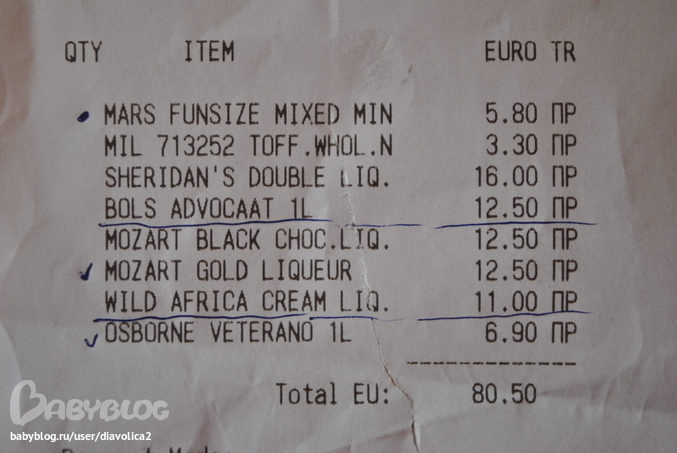 QTY ITEM EURO TR
MARS FUNSIZE MIXED MIN 5.80 ПР
MIL 713252 TOFF.WHOL.N 3.30 ПР
SHERIDAN'S DOUBLE LIQ. 16.00 ПР
BOLS ADVOCAAT 1L 12.50 ПР
MOZART BLACK CHOC.LIQ. 12.50 ПР
MOZART GOLD LIQUEUR 12.50 ПР
WILD AFRICA CREAM LIQ. 11.00 ПР
OSBORNE VETERANO 1L 6.90 ПР
Total EU: 80.50
BABYBLOG
babyblog.ru/user/diavolica2